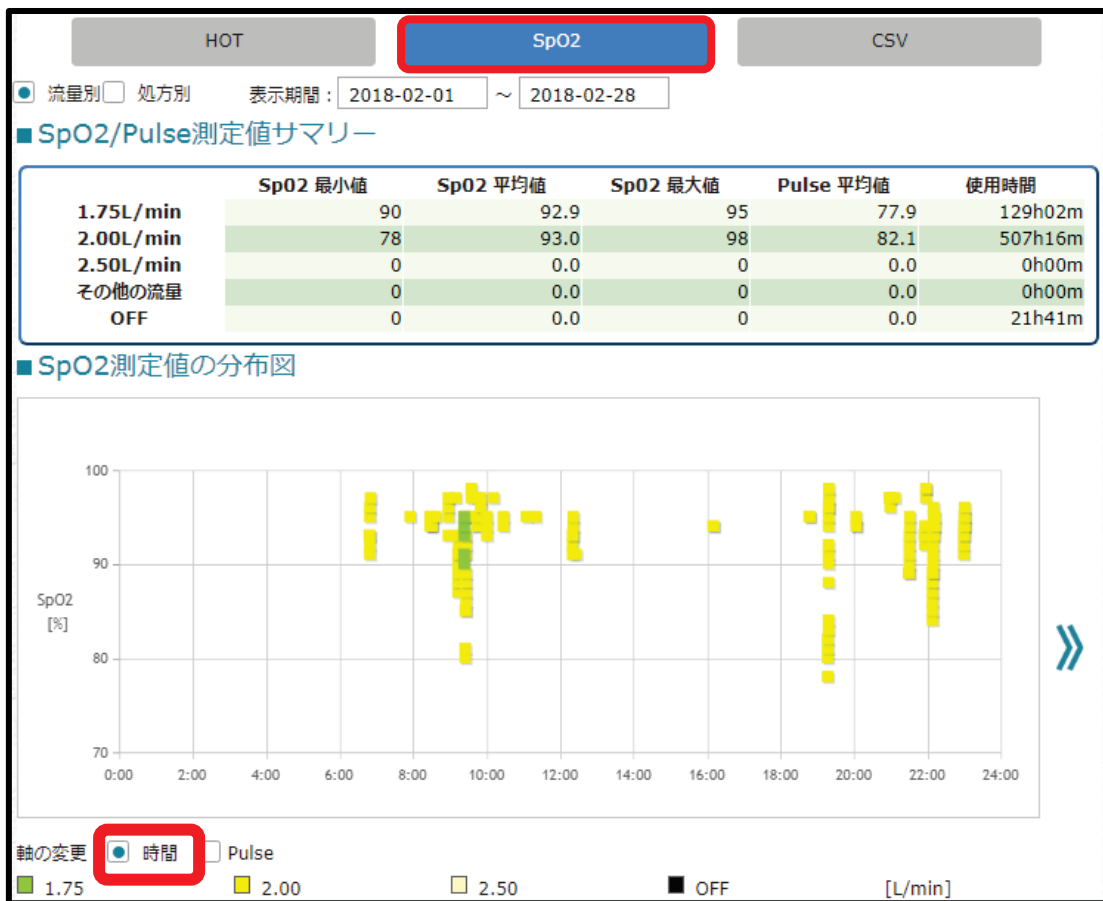 HOT SpO2 CSV
流量別 処方別 表示期間： 2018-02-01 ～ 2018-02-28
■SpO2/Pulse測定値サマリー
SpO2 最小値 SpO2 平均値 SpO2 最大値 Pulse 平均値 使用時間
1.75L/min 90 92.9 95 77.9 129h02m
2.00L/min 78 93.0 98 82.1 507h16m
2.50L/min 0 0.0 0 0.0 0h00m
その他の流量 0 0.0 0 0.0 0h00m
OFF 0 0.0 0 0.0 21h41m
■SpO2測定値の分布図
100
90
SpO2
[%]
80
70
0:00 2:00 4:00 6:00 8:00 10:00 12:00 14:00 16:00 18:00 20:00 22:00 24:00
軸の変更 時間 Pulse
1.75 2.00 2.50 OFF [L/min]